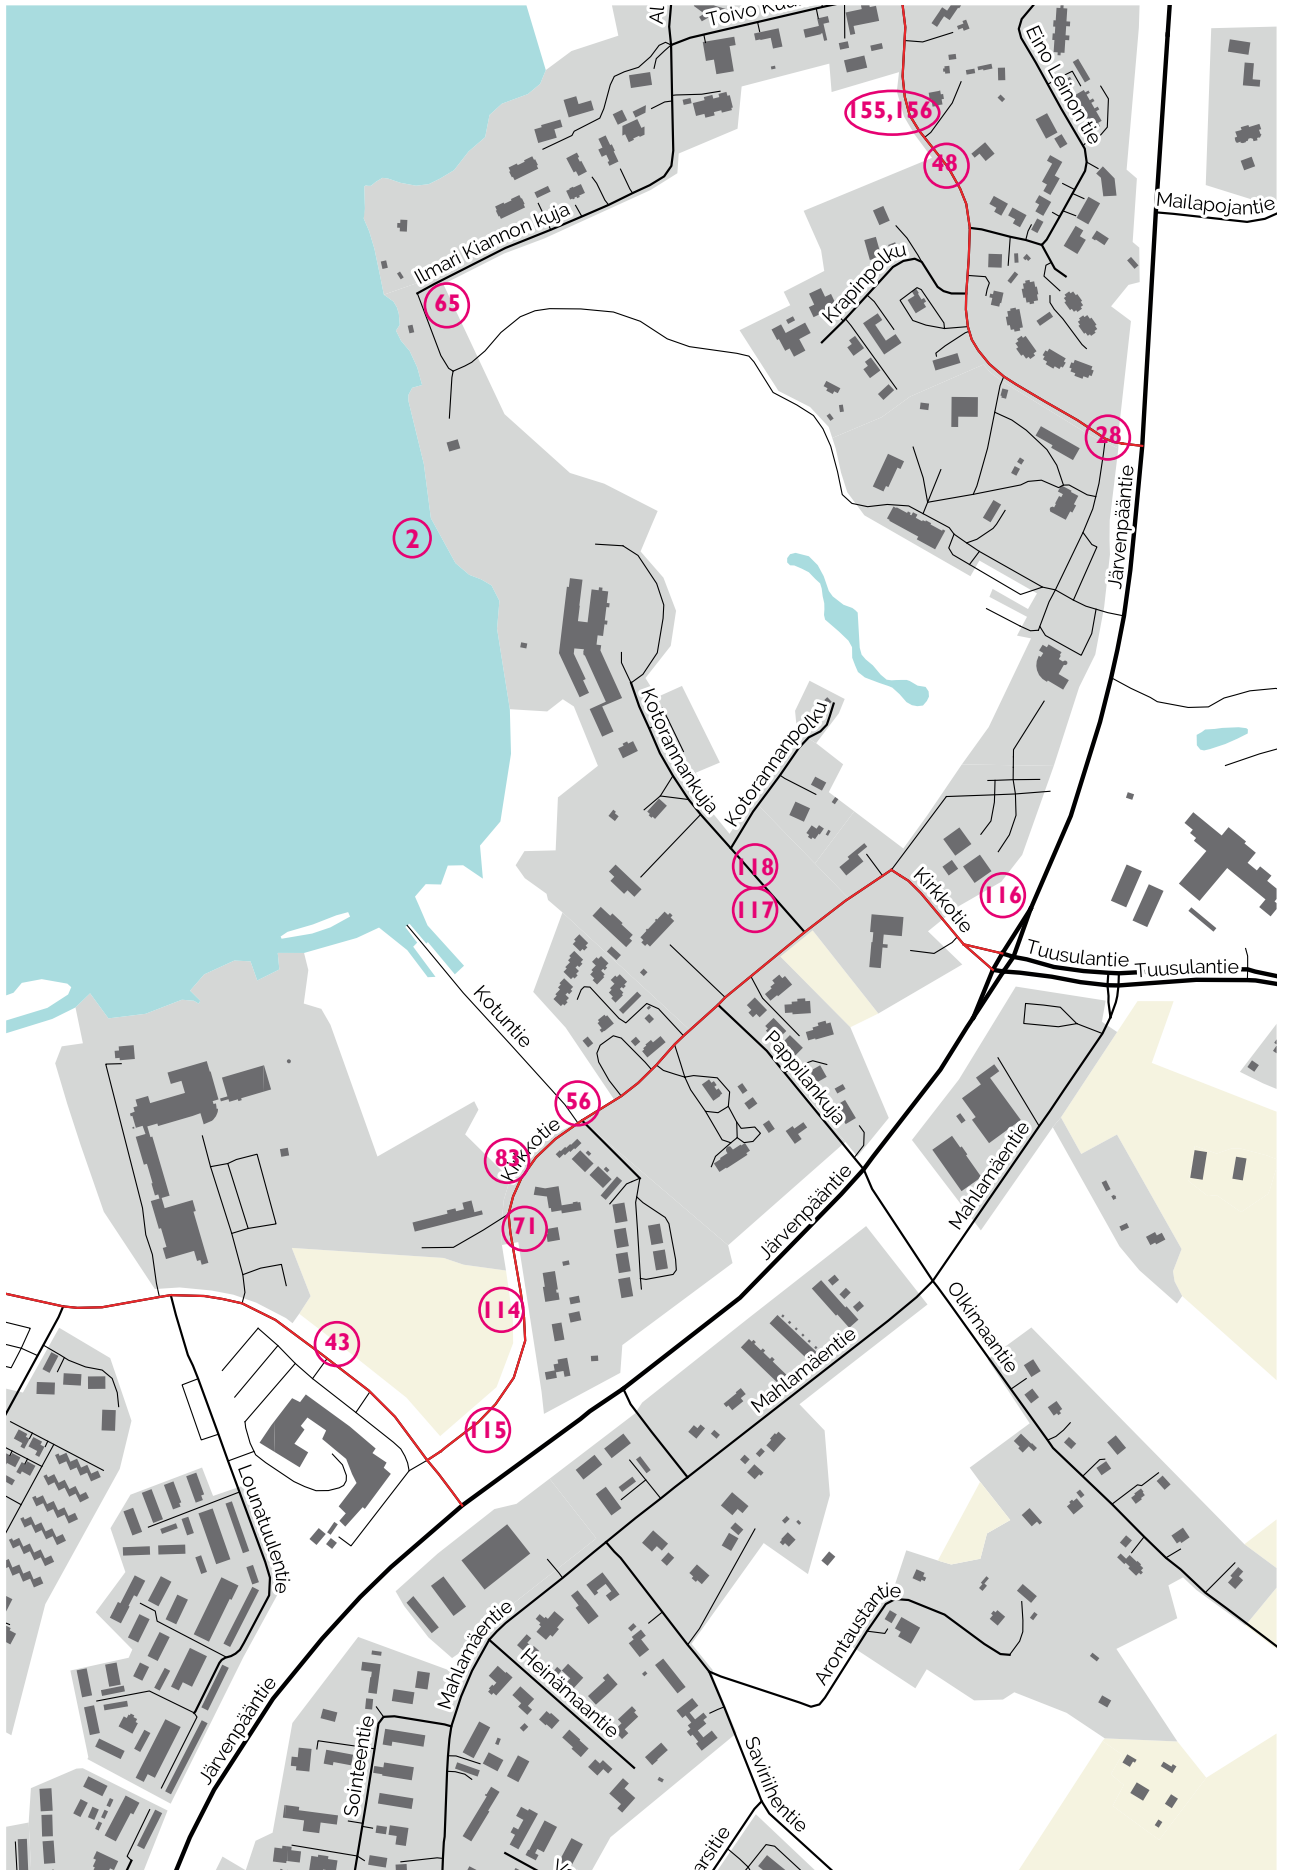 Toivo
155,156
Eino Leinon tie
48
Mailapojantie
Ilmari Kiannon kuja
65
Krapinpolku
28
Järvenpääntie
2
Kotorannankuja
Kotorannanpolku
118
117
Kirkkotie
116
Tuusulantie
Tuusulantie
Kotuntie
Pappilankuja
56
Kirkkotie
83
Mahlamäentie
71
Järvenpääntie
114
Olkimaantie
43
Mahlamäentie
115
Lounatuulentie
Arontaustantie
Mahlamäentie
Heinämaantie
Järvenpääntie
Sointeentie
Saviriihentie
arsitie